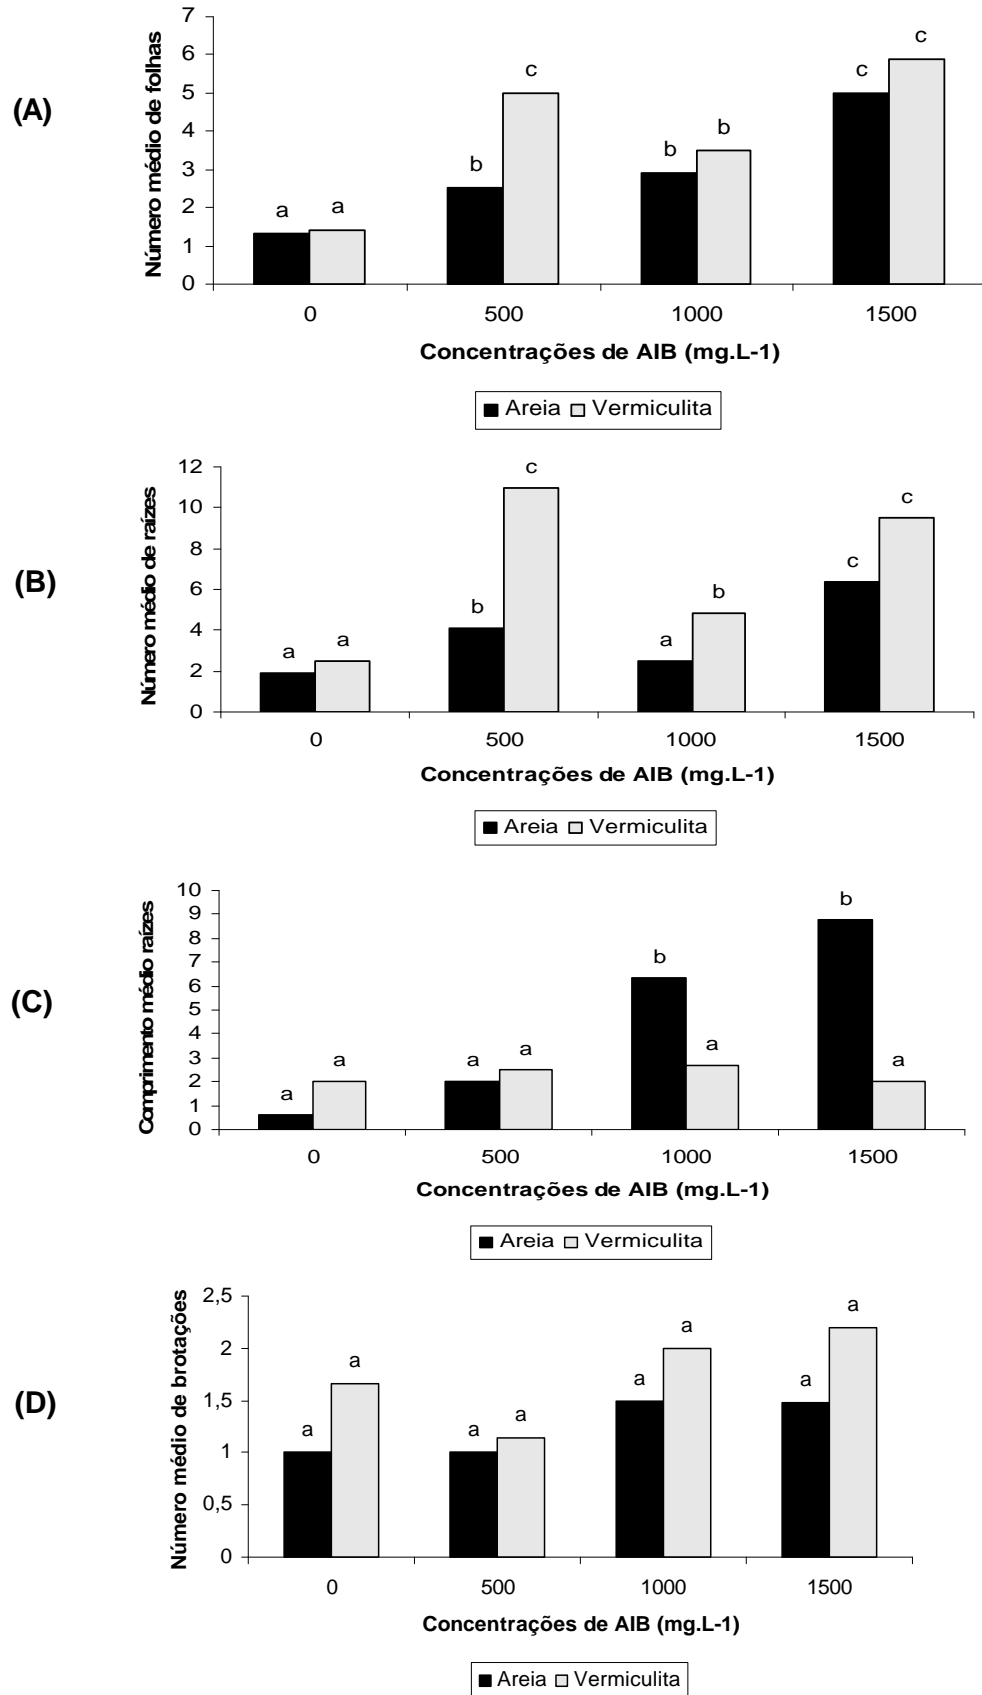 (A)
Número médio de folhas
7
6
5
4
3
2
1
0
a a b c b b c c
0 500 1000 1500
Concentrações de AIB (mg.L-1)
Areia Vermiculita
(B)
Número médio de raízes
12
10
8
6
4
2
0
a a b c a b c c
0 500 1000 1500
Concentrações de AIB (mg.L-1)
Areia Vermiculita
(C)
Comprimento médio raízes
10
9
8
7
6
5
4
3
2
1
0
a a a a b a b a
0 500 1000 1500
Concentrações de AIB (mg.L-1)
Areia Vermiculita
(D)
Número médio de brotações
2,5
2
1,5
1
0,5
0
a a a a a a a a
0 500 1000 1500
Concentrações de AIB (mg.L-1)
Areia Vermiculita